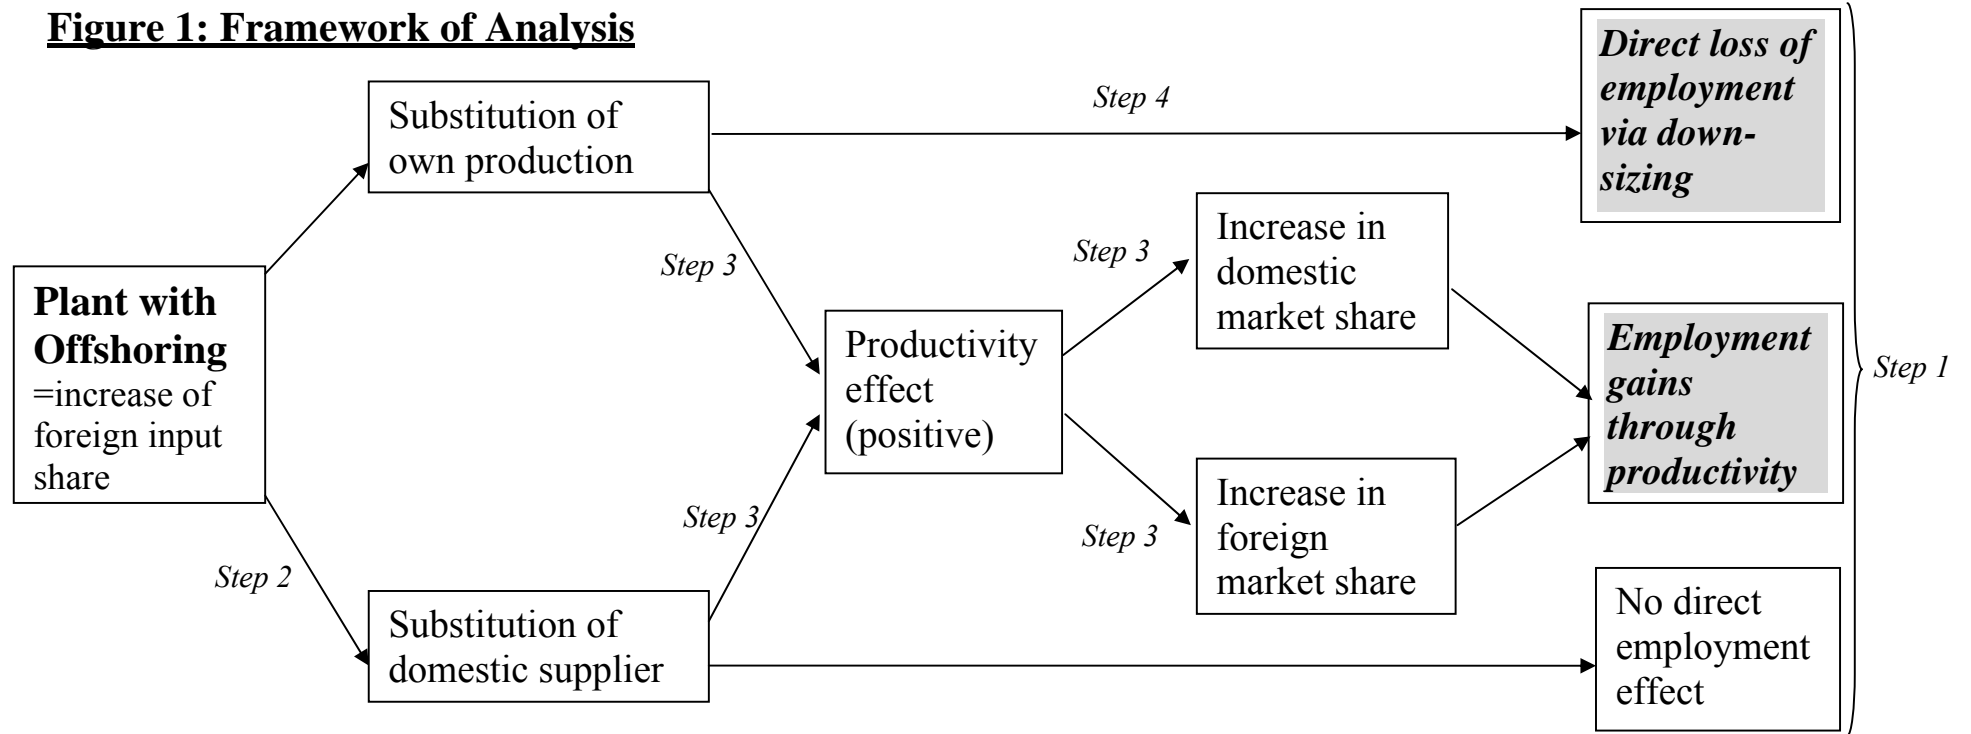 Figure 1: Framework of Analysis
Plant with
Offshoring
=increase of
foreign input
share
Substitution of
own production
Step 2
Substitution of
domestic supplier
Step 3
Step 3
Productivity
effect
(positive)
Step 4
Step 3
Step 3
Increase in
domestic
market share
Increase in
foreign
market share
Direct loss of
employment
via down-
sizing
Employment
gains
through
productivity
No direct
employment
effect
Step 1